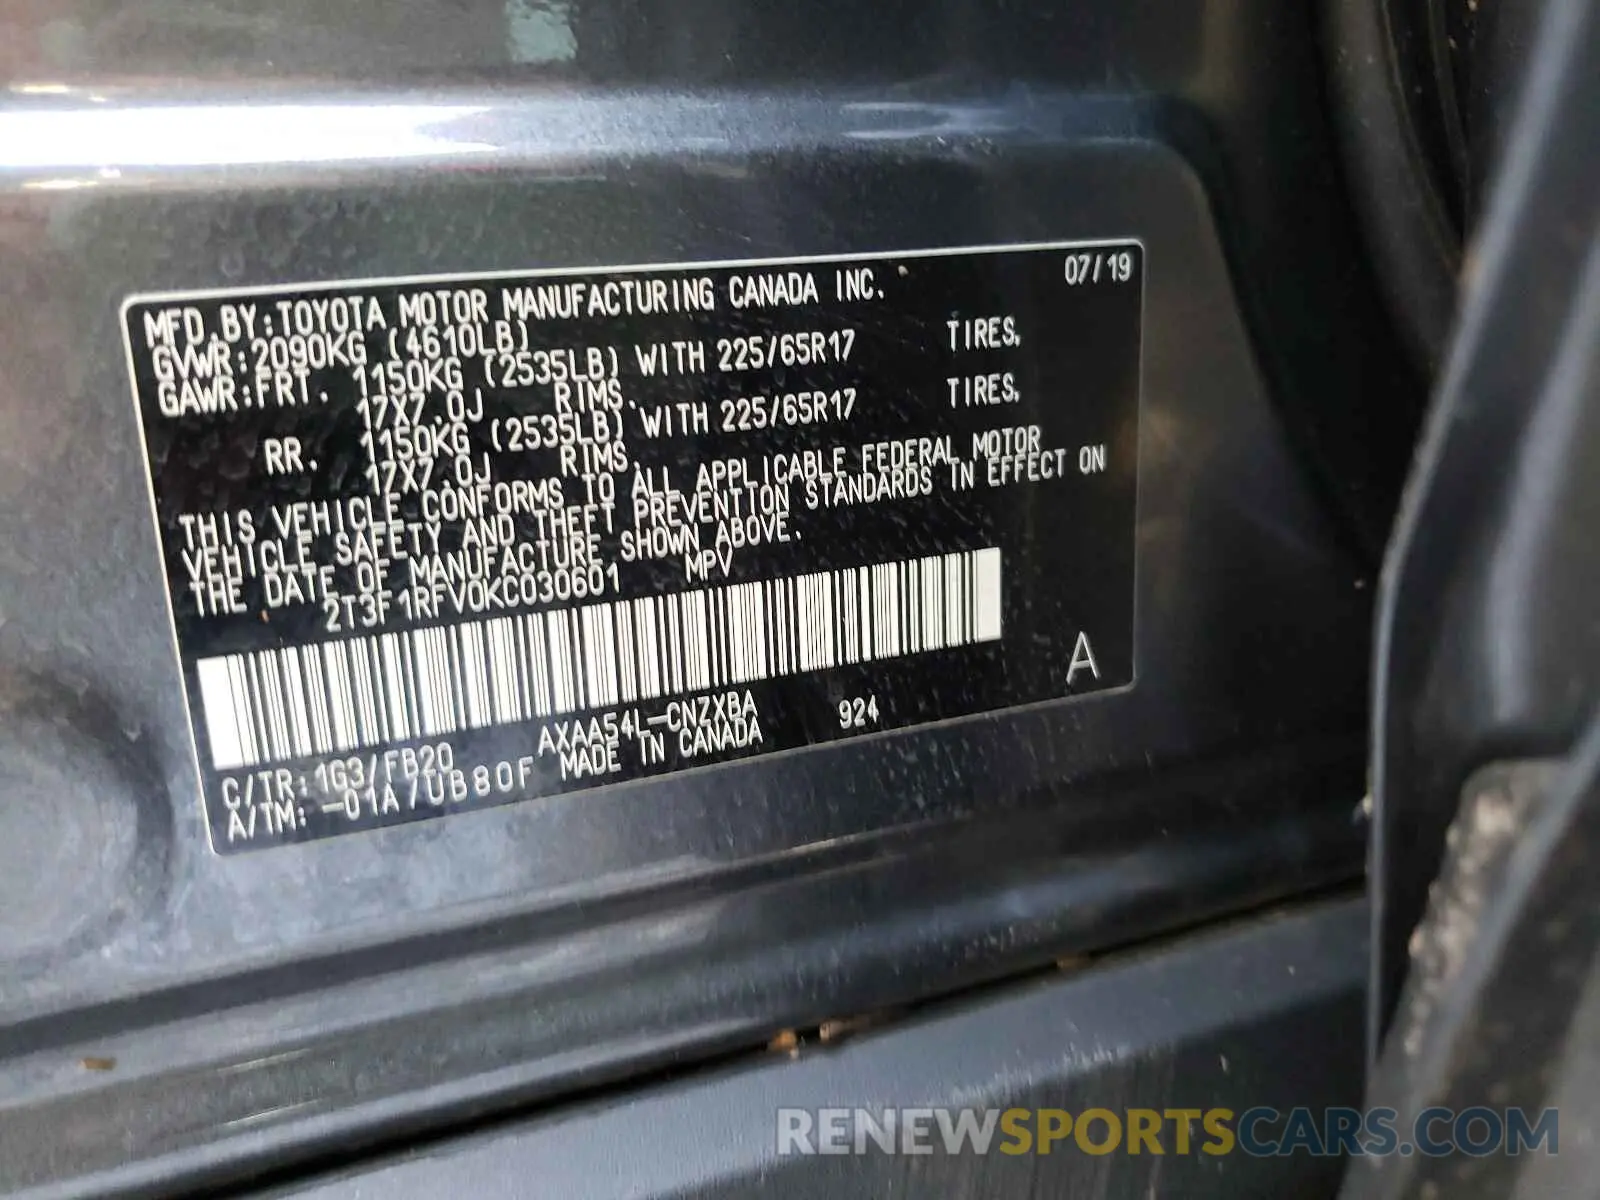 MFD.BY:TOYOTA MOTOR MANUFACTURING CANADA INC. 07/19
GVWR:2090KG (4610LB)
GAWR:FRT. 1150KG (2535LB) WITH 225/65R17 TIRES,
17X7.0J RIMS.
RR. 1150KG (2535LB) WITH 225/65R17 TIRES,
17X7.0J RIMS.
THIS VEHICLE CONFORMS TO ALL APPLICABLE FEDERAL MOTOR
VEHICLE SAFETY AND THEFT PREVENTION STANDARDS IN EFFECT ON
THE DATE OF MANUFACTURE SHOWN ABOVE.
2T3F1RFV0KC030601 MPV
A
AXAA54L-CNZXBA 924
C/TR:1G3/FB20 MADE IN CANADA
A/TM: -01A/UB80F
RENEWSPORTSCARS.COM